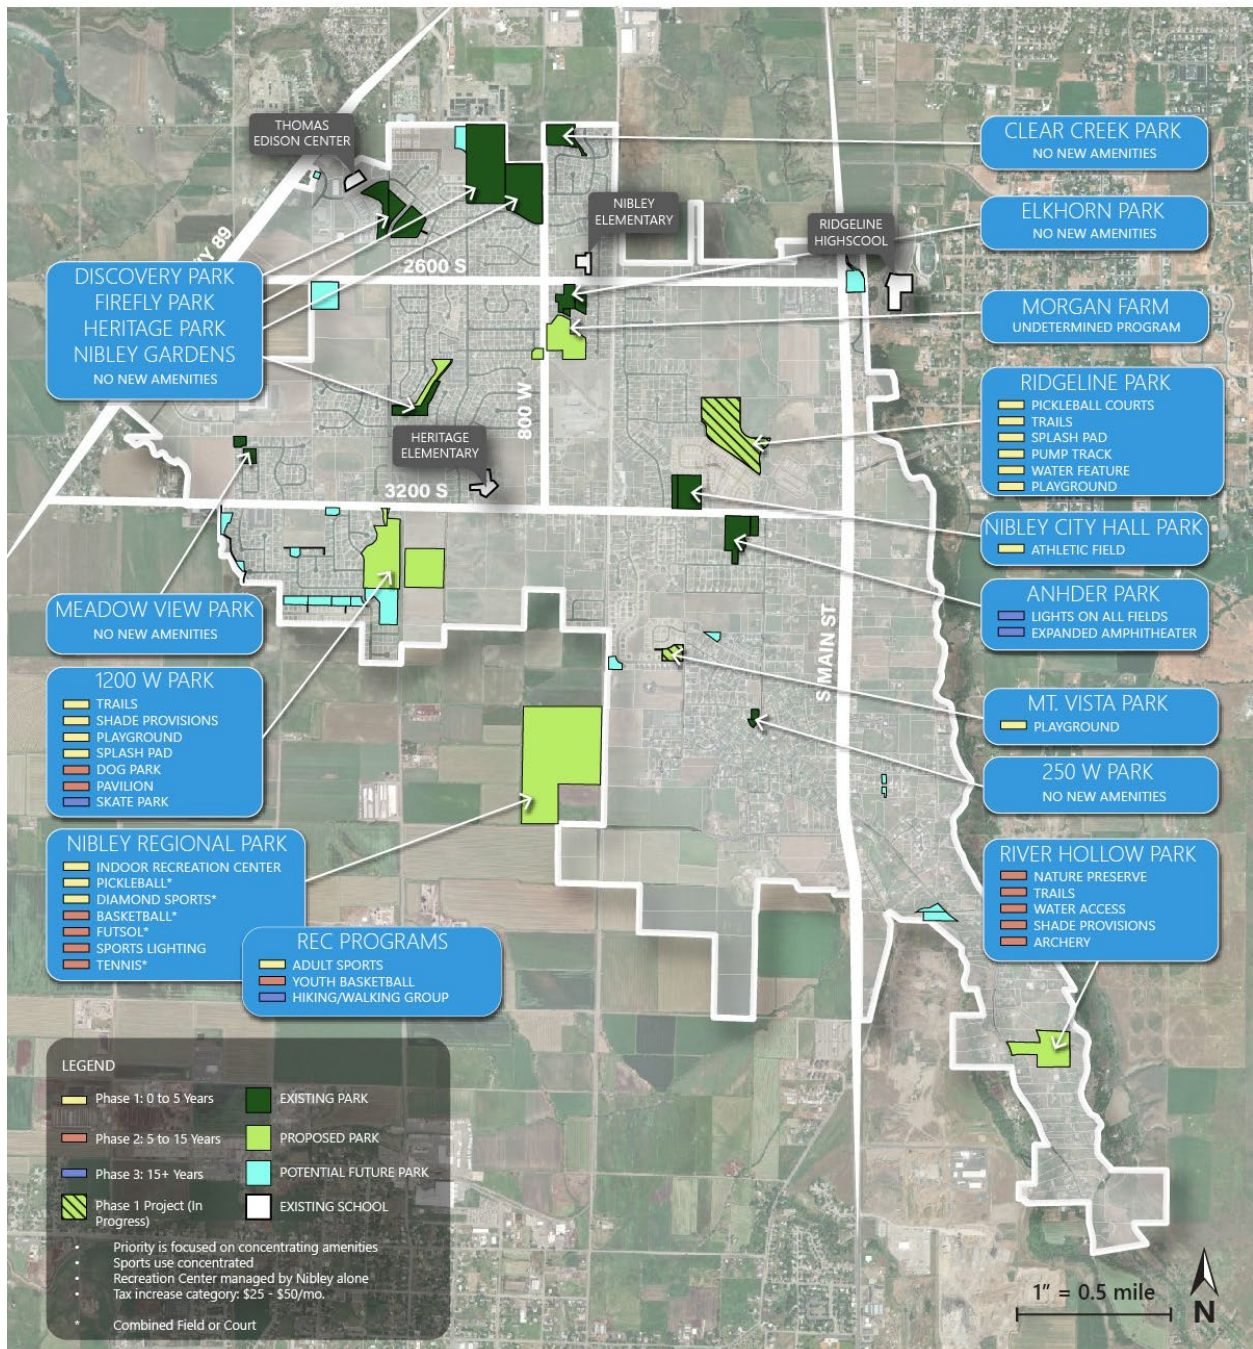 THOMAS
EDISON CENTER
NIBLEY
ELEMENTARY
RIDGELINE
HIGHSCOOL
CLEAR CREEK PARK
NO NEW AMENITIES
ELKHORN PARK
NO NEW AMENITIES
MORGAN FARM
UNDETERMINED PROGRAM
RIDGELINE PARK
PICKLEBALL COURTS
TRAILS
SPLASH PAD
PUMP TRACK
WATER FEATURE
PLAYGROUND
NIBLEY CITY HALL PARK
ATHLETIC FIELD
ANHDER PARK
LIGHTS ON ALL FIELDS
EXPANDED AMPHITHEATER
MT. VISTA PARK
PLAYGROUND
250 W PARK
NO NEW AMENITIES
RIVER HOLLOW PARK
NATURE PRESERVE
TRAILS
WATER ACCESS
SHADE PROVISIONS
ARCHERY
89
2600 S
800 W
3200 S
S MAIN ST
HERITAGE
ELEMENTARY
DISCOVERY PARK
FIREFLY PARK
HERITAGE PARK
NIBLEY GARDENS
NO NEW AMENITIES
MEADOW VIEW PARK
NO NEW AMENITIES
1200 W PARK
TRAILS
SHADE PROVISIONS
PLAYGROUND
SPLASH PAD
DOG PARK
PAVILION
SKATE PARK
NIBLEY REGIONAL PARK
INDOOR RECREATION CENTER
PICKLEBALL*
DIAMOND SPORTS*
BASKETBALL*
FUTSOL*
SPORTS LIGHTING
TENNIS*
REC PROGRAMS
ADULT SPORTS
YOUTH BASKETBALL
HIKING/WALKING GROUP
LEGEND
Phase 1: 0 to 5 Years
Phase 2: 5 to 15 Years
Phase 3: 15+ Years
Phase 1 Project (In
Progress)
EXISTING PARK
PROPOSED PARK
POTENTIAL FUTURE PARK
EXISTING SCHOOL
• Priority is focused on concentrating amenities
• Sports use concentrated
• Recreation Center managed by Nibley alone
• Tax increase category: $25 - $50/mo.
* Combined Field or Court
1" = 0.5 mile
N